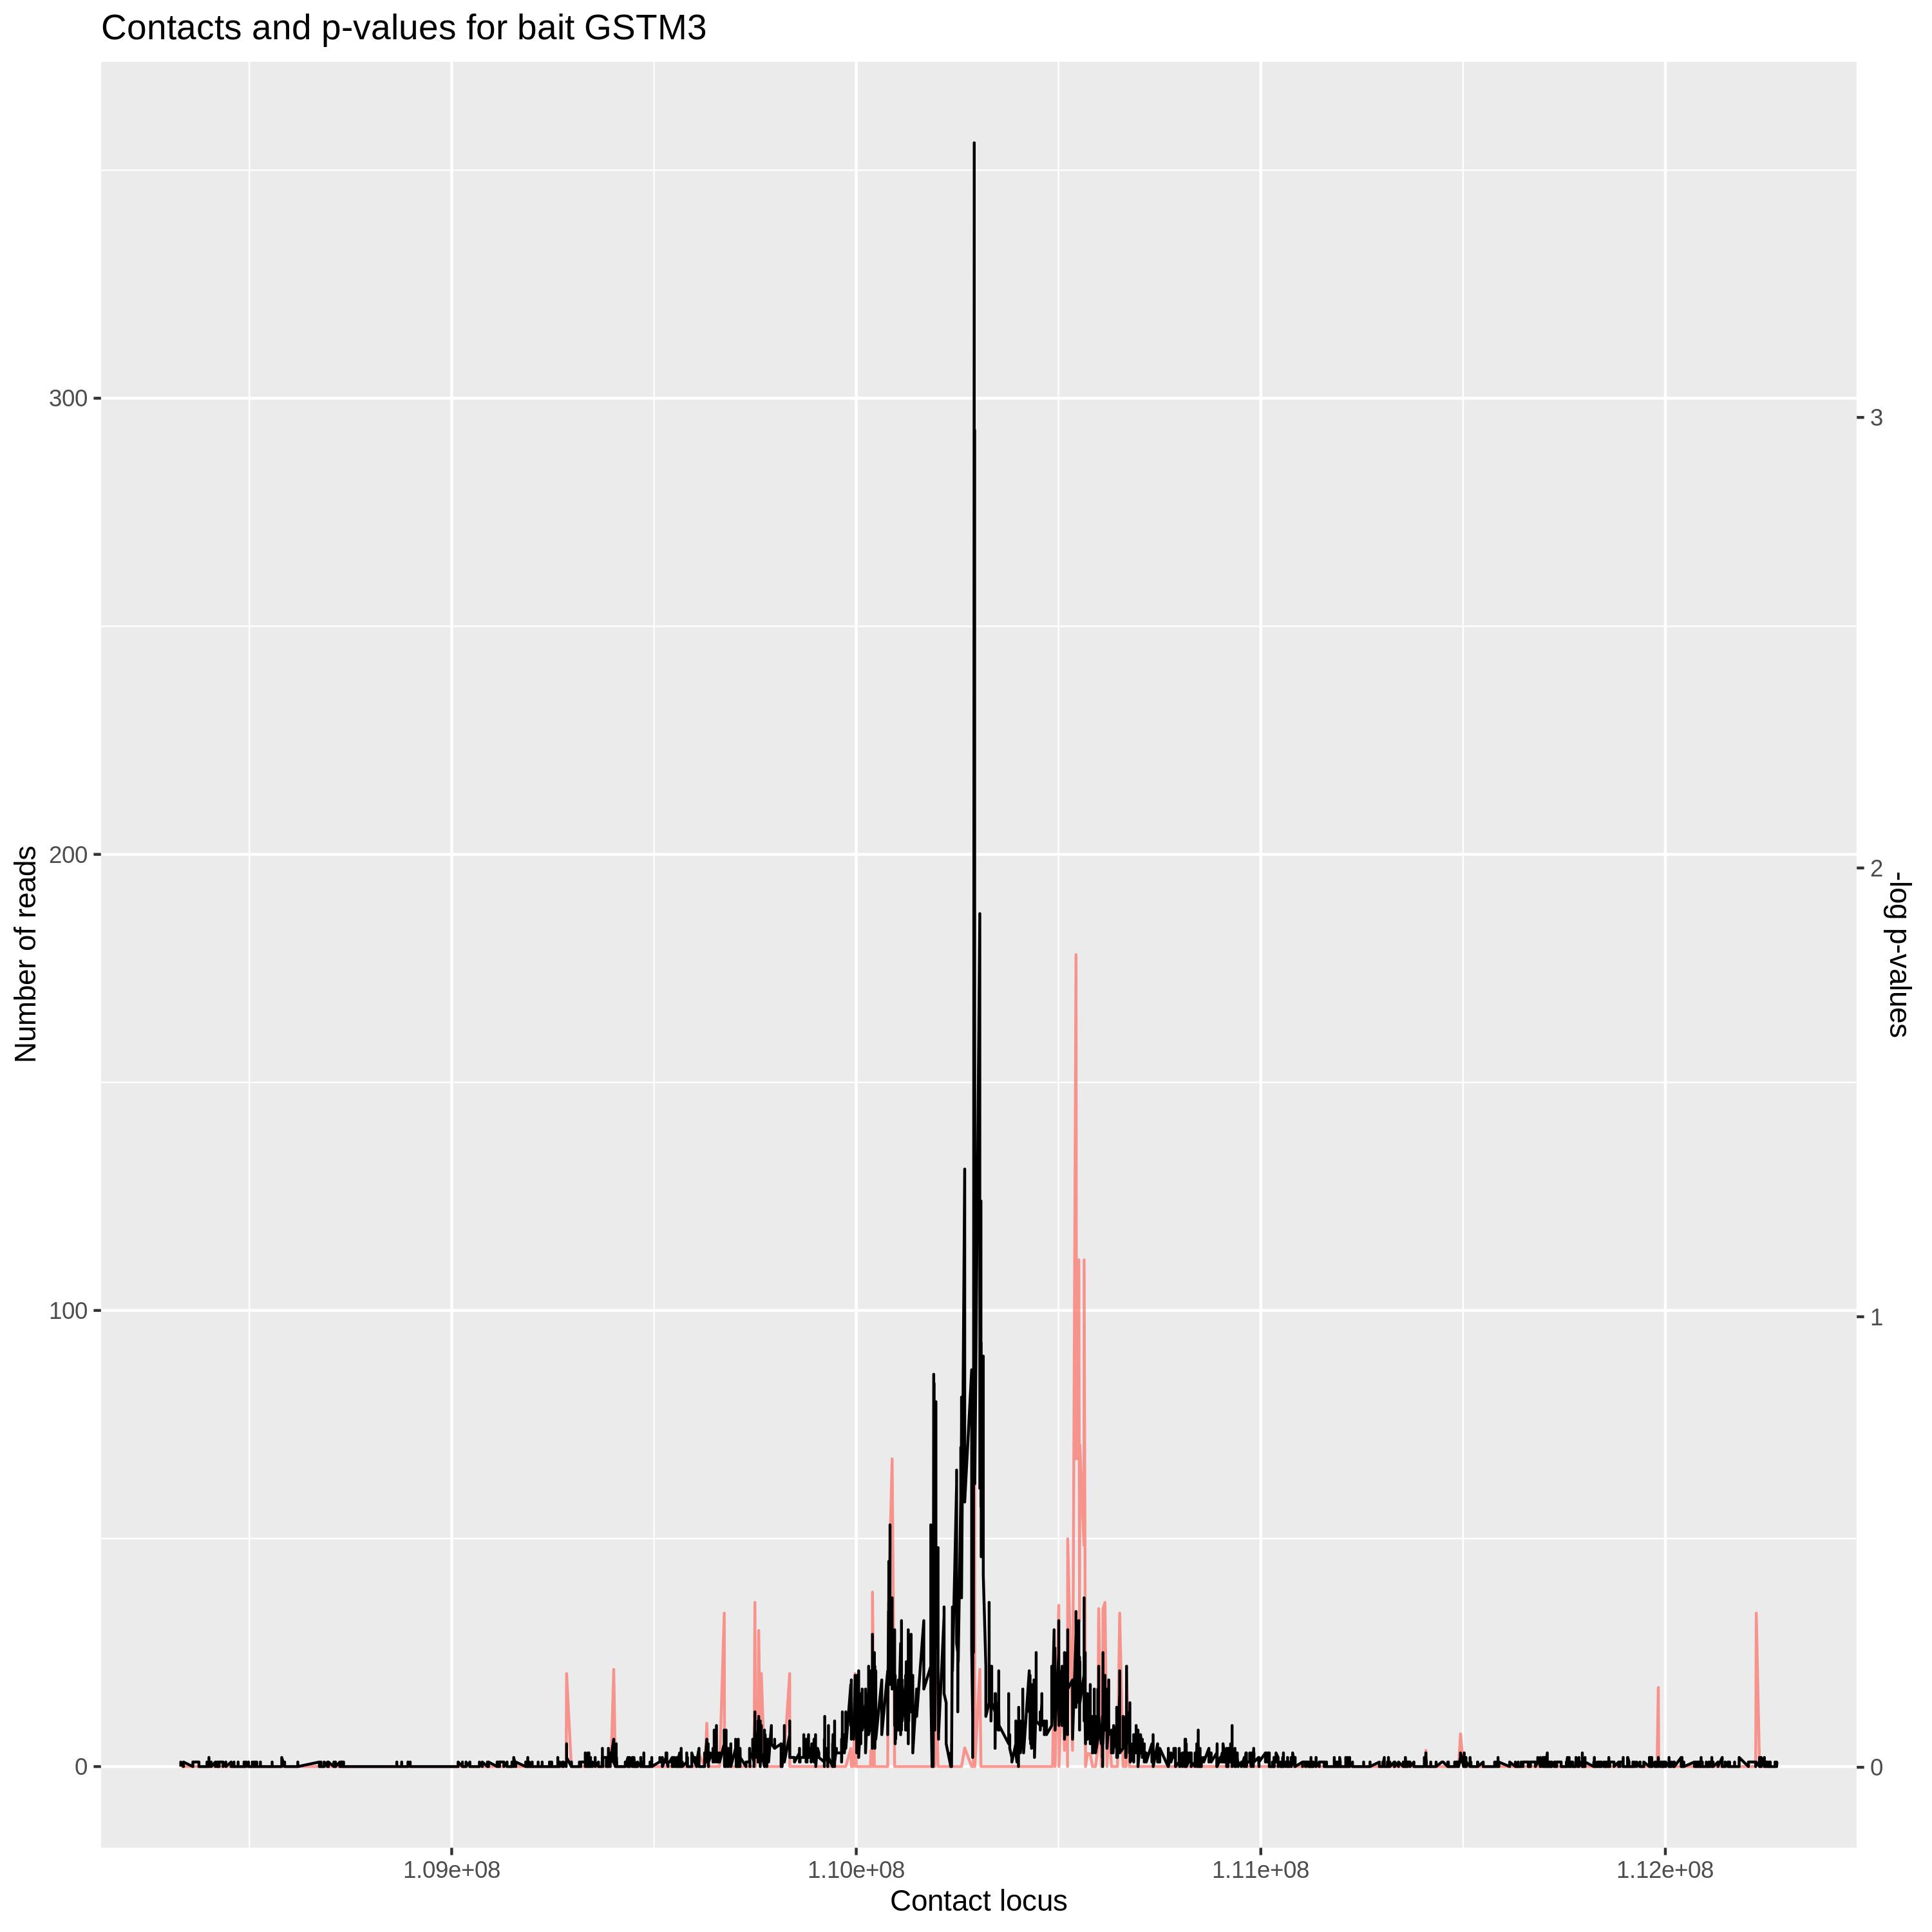 Contacts and p-values for bait GSTM3
Number of reads
300
200
100
0
3
2
1
0
-log p-values
1.09e+08
1.10e+08
1.11e+08
1.12e+08
Contact locus